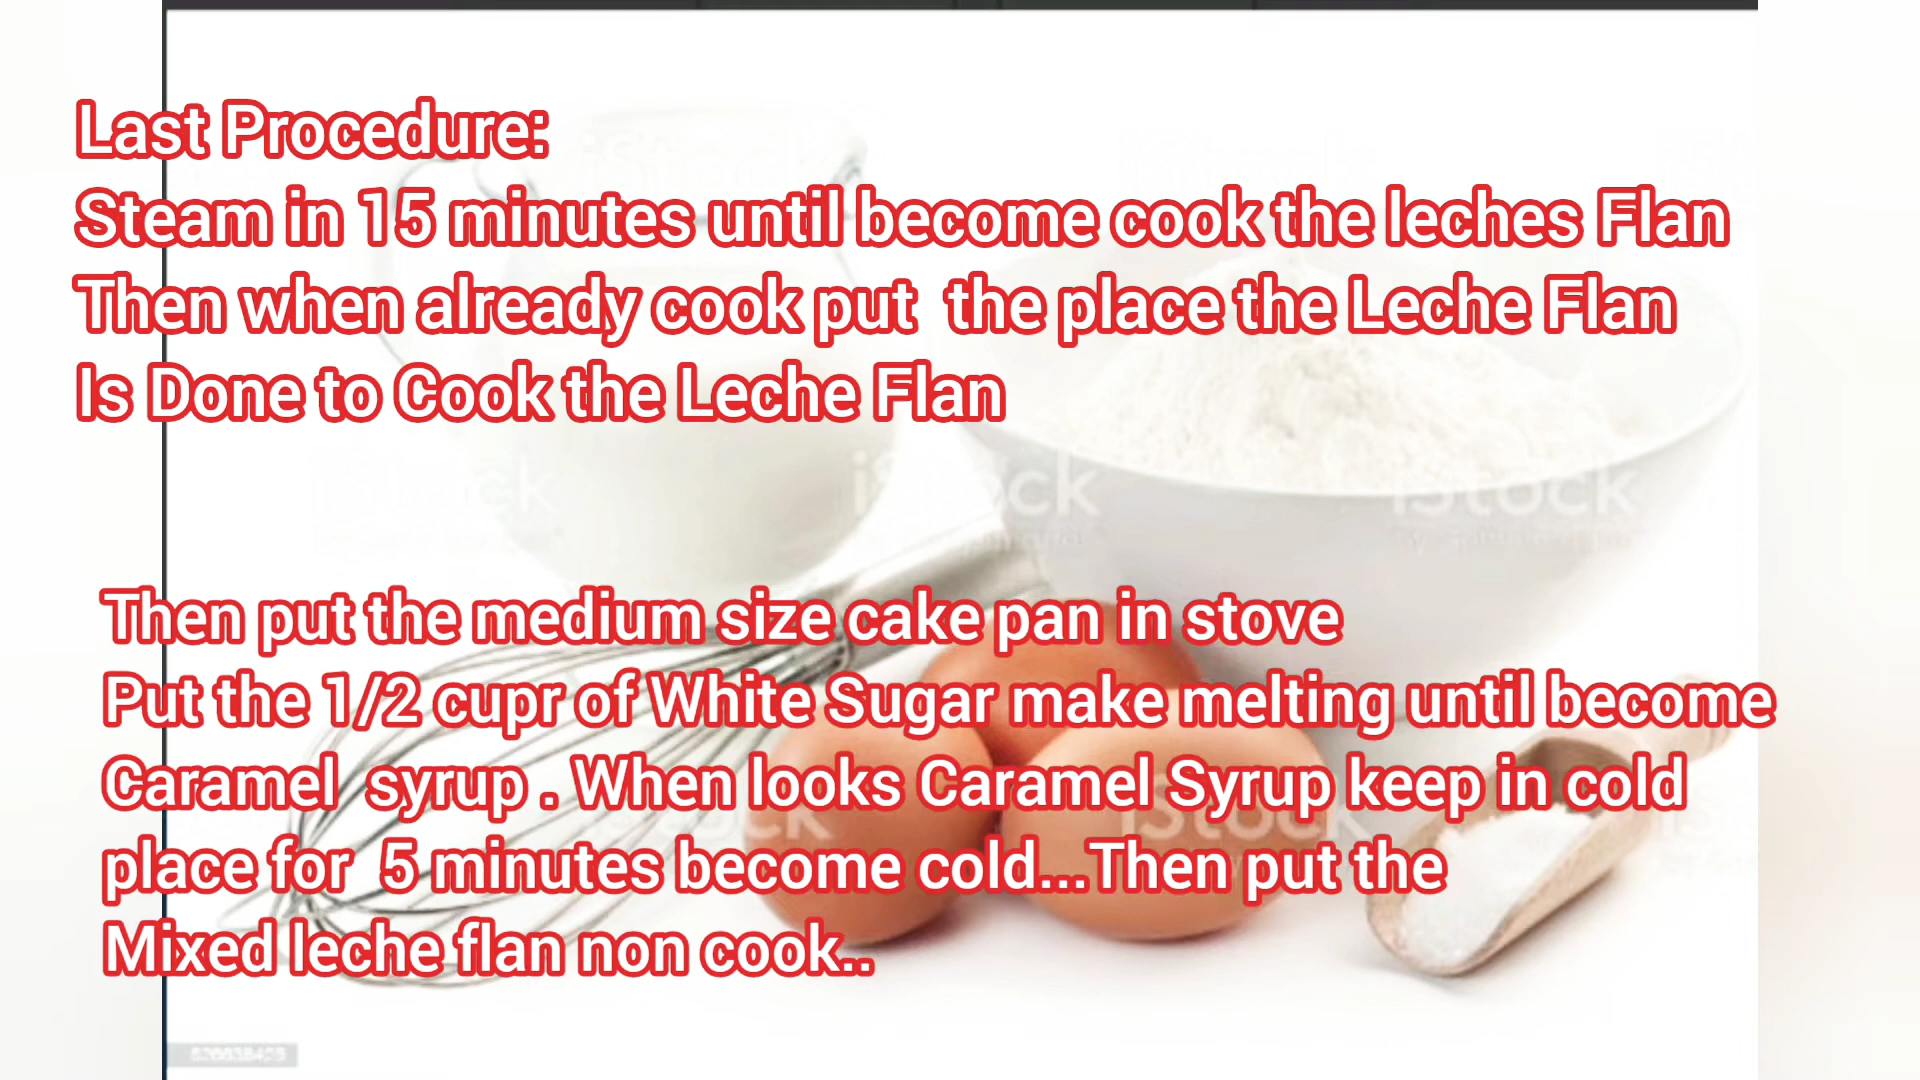 Last Procedure:
Steam in 15 minutes until become cook the leches Flan
Then when already cook put  the place the Leche Flan
Is Done to Cook the Leche Flan
iStock
iStock
iStock
Then put the medium size cake pan in stove
Put the 1/2 cupr of White Sugar make melting until become
Caramel  syrup . When looks Caramel Syrup keep in cold
place for  5 minutes become cold...Then put the
Mixed leche flan non cook..